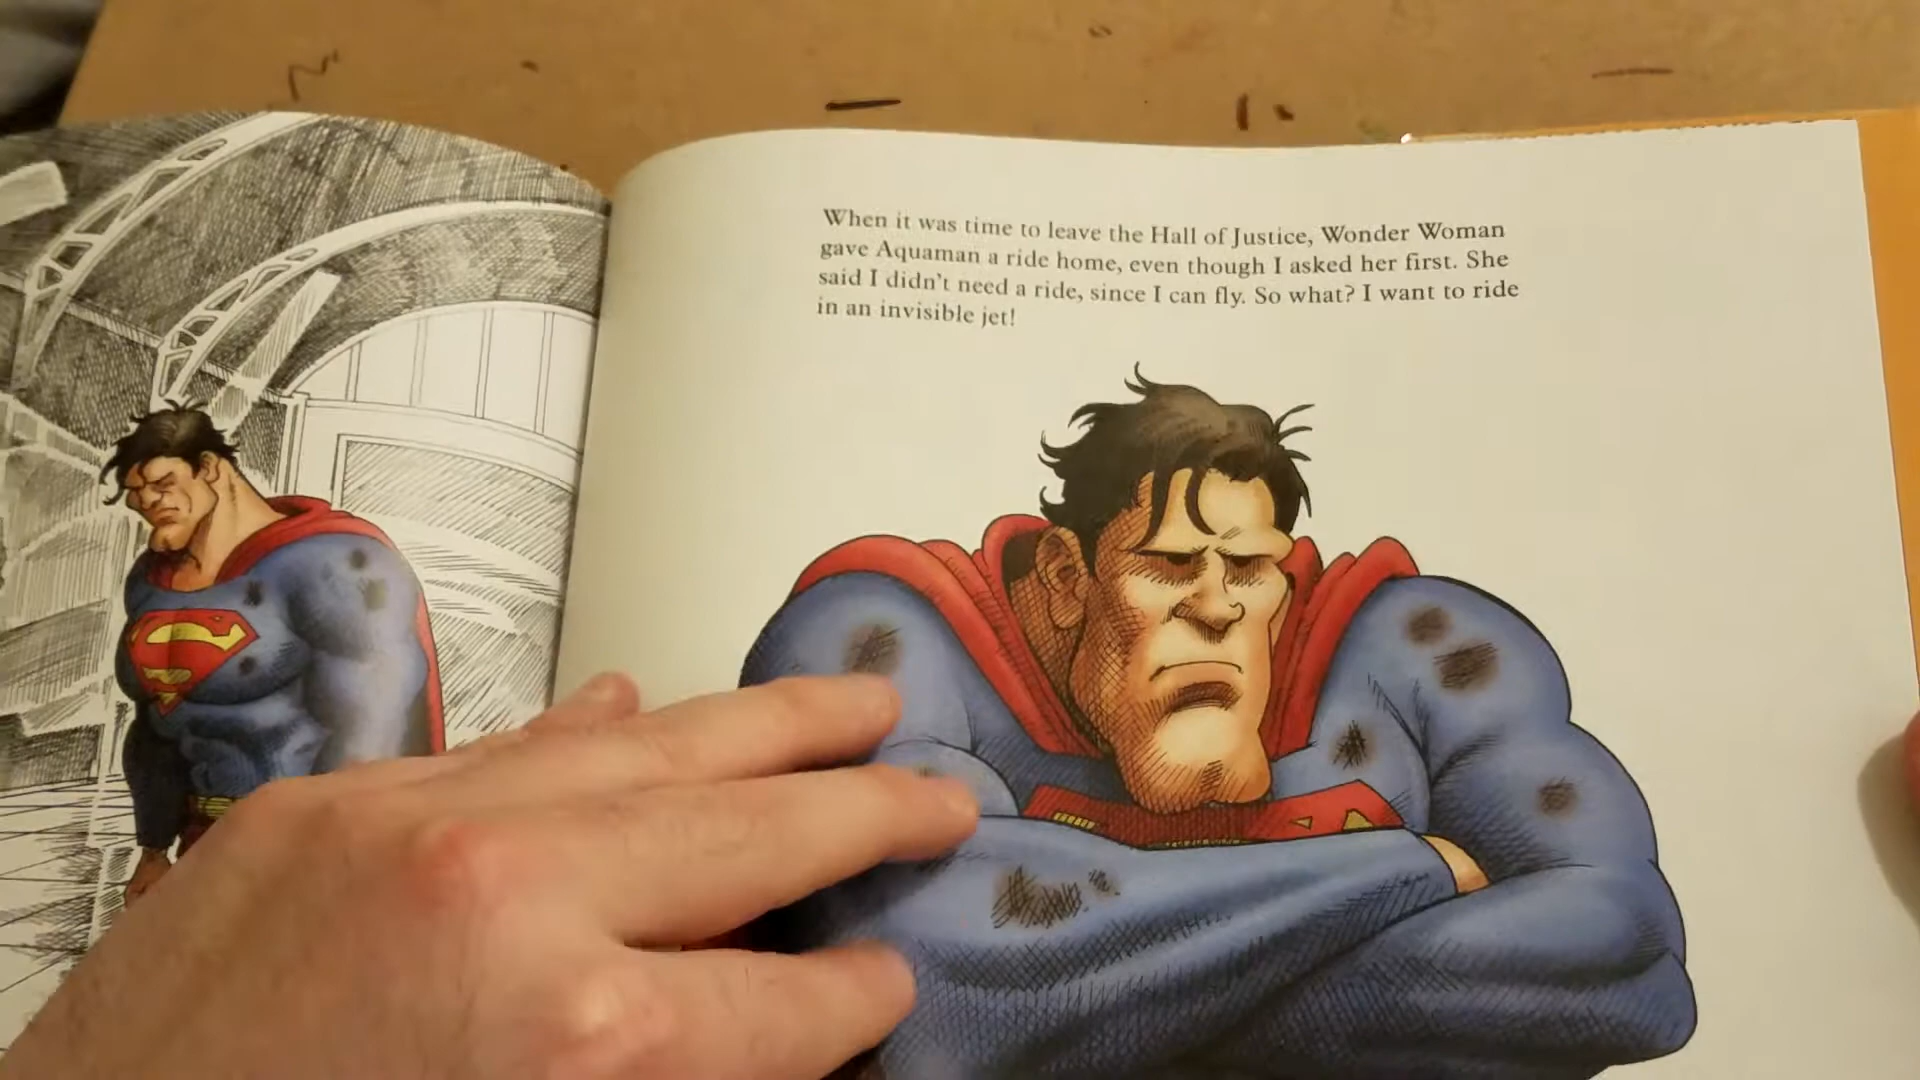 When it was time to leave the Hall of Justice, Wonder Woman
gave Aquaman a ride home, even though I asked her first. She
said I didn't need a ride, since I can fly. So what? I want to ride
in an invisible jet!